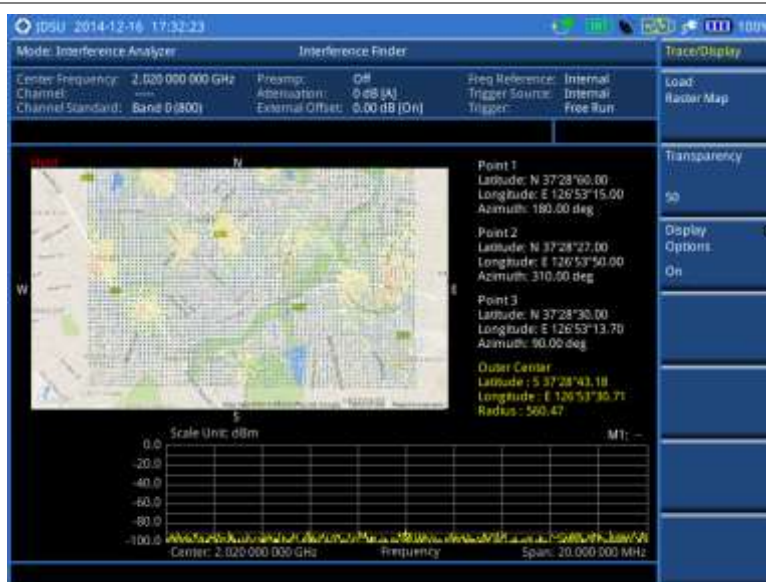 JDSU 2014-12-16 17:32:23
100%
Mode: Interference Analyzer
Interference Finder
Trace/Display
Center Frequency: 2.020 000 000 GHz
Channel: ----
Channel Standard: Band 0 (800)
Preamp: Off
Attenuation: 0 dB [A]
External Offset: 0.00 dB [On]
Freq Reference: Internal
Trigger Source: Internal
Trigger: Free Run
Load
Raster Map
Transparency
50
Display
Options
On
Hold
N
W
E
S
Point 1
Latitude: N 37'28"60.00
Longitude: E 126'53"15.00
Azimuth: 180.00 deg
Point 2
Latitude: N 37'28"27.00
Longitude: E 126'53"50.00
Azimuth: 310.00 deg
Point 3
Latitude: N 37'28"30.00
Longitude: E 126'53"13.70
Azimuth: 90.00 deg
Outer Center
Latitude : S 37'28"43.18
Longitude : E 126'53"30.71
Radius : 560.47
Scale Unit: dBm
M1: --
0.0
-20.0
-40.0
-60.0
-80.0
-100.0
Center: 2.020 000 000 GHz
Frequency
Span: 20.000 000 MHz